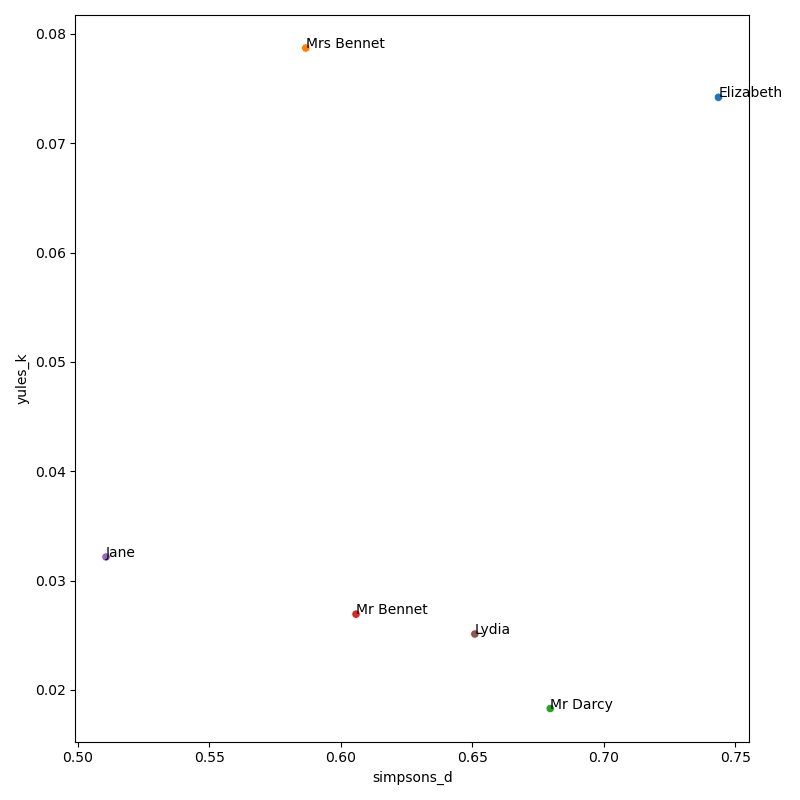 0.08
Mrs Bennet
Elizabeth
0.07
0.06
0.05
yules_k
0.04
Jane
0.03
Mr Bennet
Lydia
0.02
Mr Darcy
0.50 0.55 0.60 0.65 0.70 0.75
simpsons_d